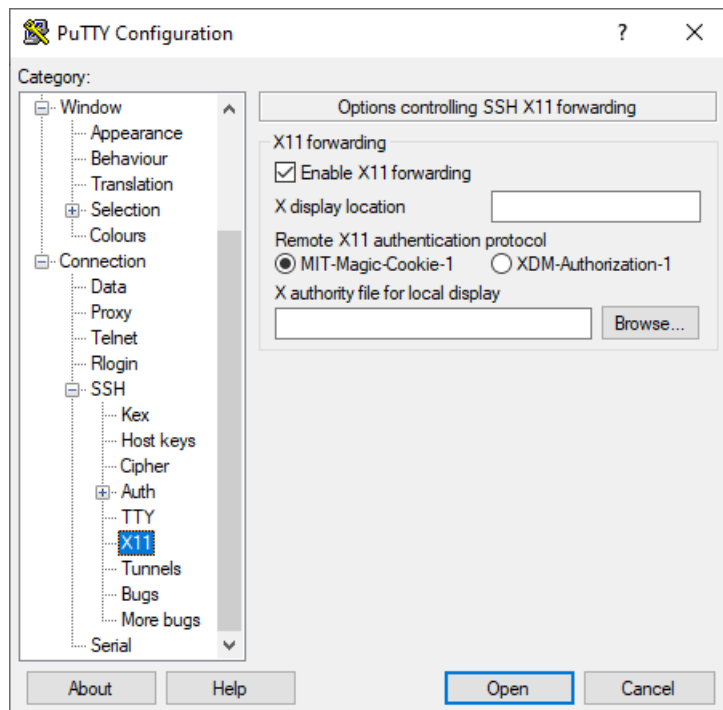 PuTTY Configuration
?
Category:
Window
Appearance
Behaviour
Translation
Selection
Colours
Connection
Data
Proxy
Telnet
Rlogin
SSH
Kex
Host keys
Cipher
Auth
TTY
X11
Tunnels
Bugs
More bugs
Serial
Options controlling SSH X11 forwarding
X11 forwarding
Enable X11 forwarding
X display location
Remote X11 authentication protocol
MIT-Magic-Cookie-1 XDM-Authorization-1
X authority file for local display
Browse...
About Help Open Cancel